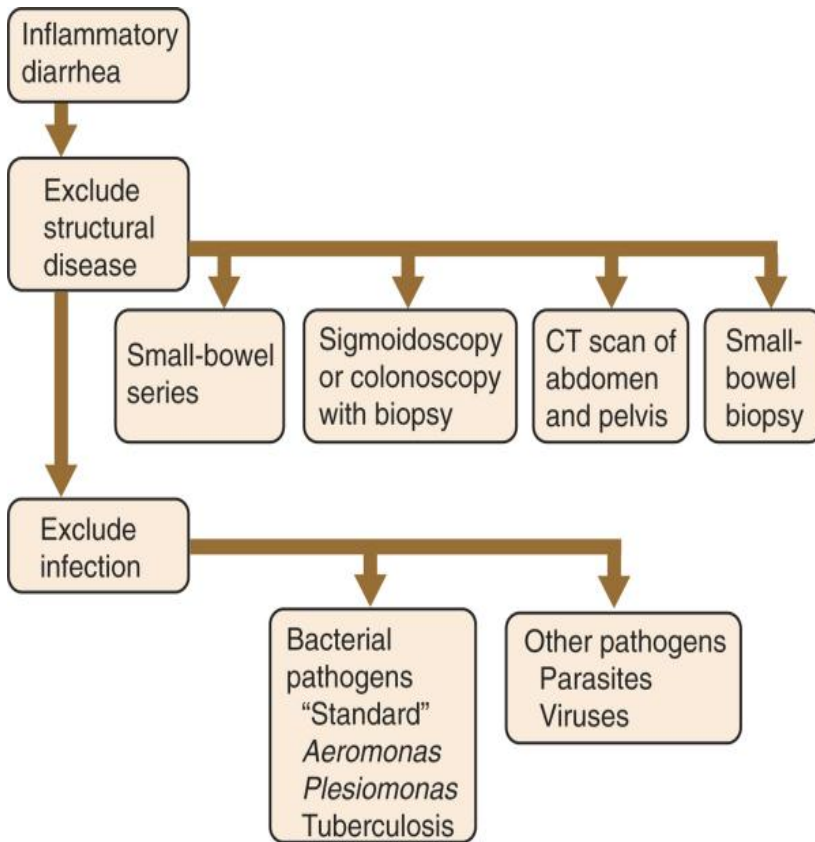 Inflammatory
diarrhea
Exclude
structural
disease
Small-bowel
series
Sigmoidoscopy
or colonoscopy
with biopsy
CT scan of
abdomen
and pelvis
Small-
bowel
biopsy
Exclude
infection
Bacterial
pathogens
“Standard”
Aeromonas
Plesiomonas
Tuberculosis
Other pathogens
Parasites
Viruses